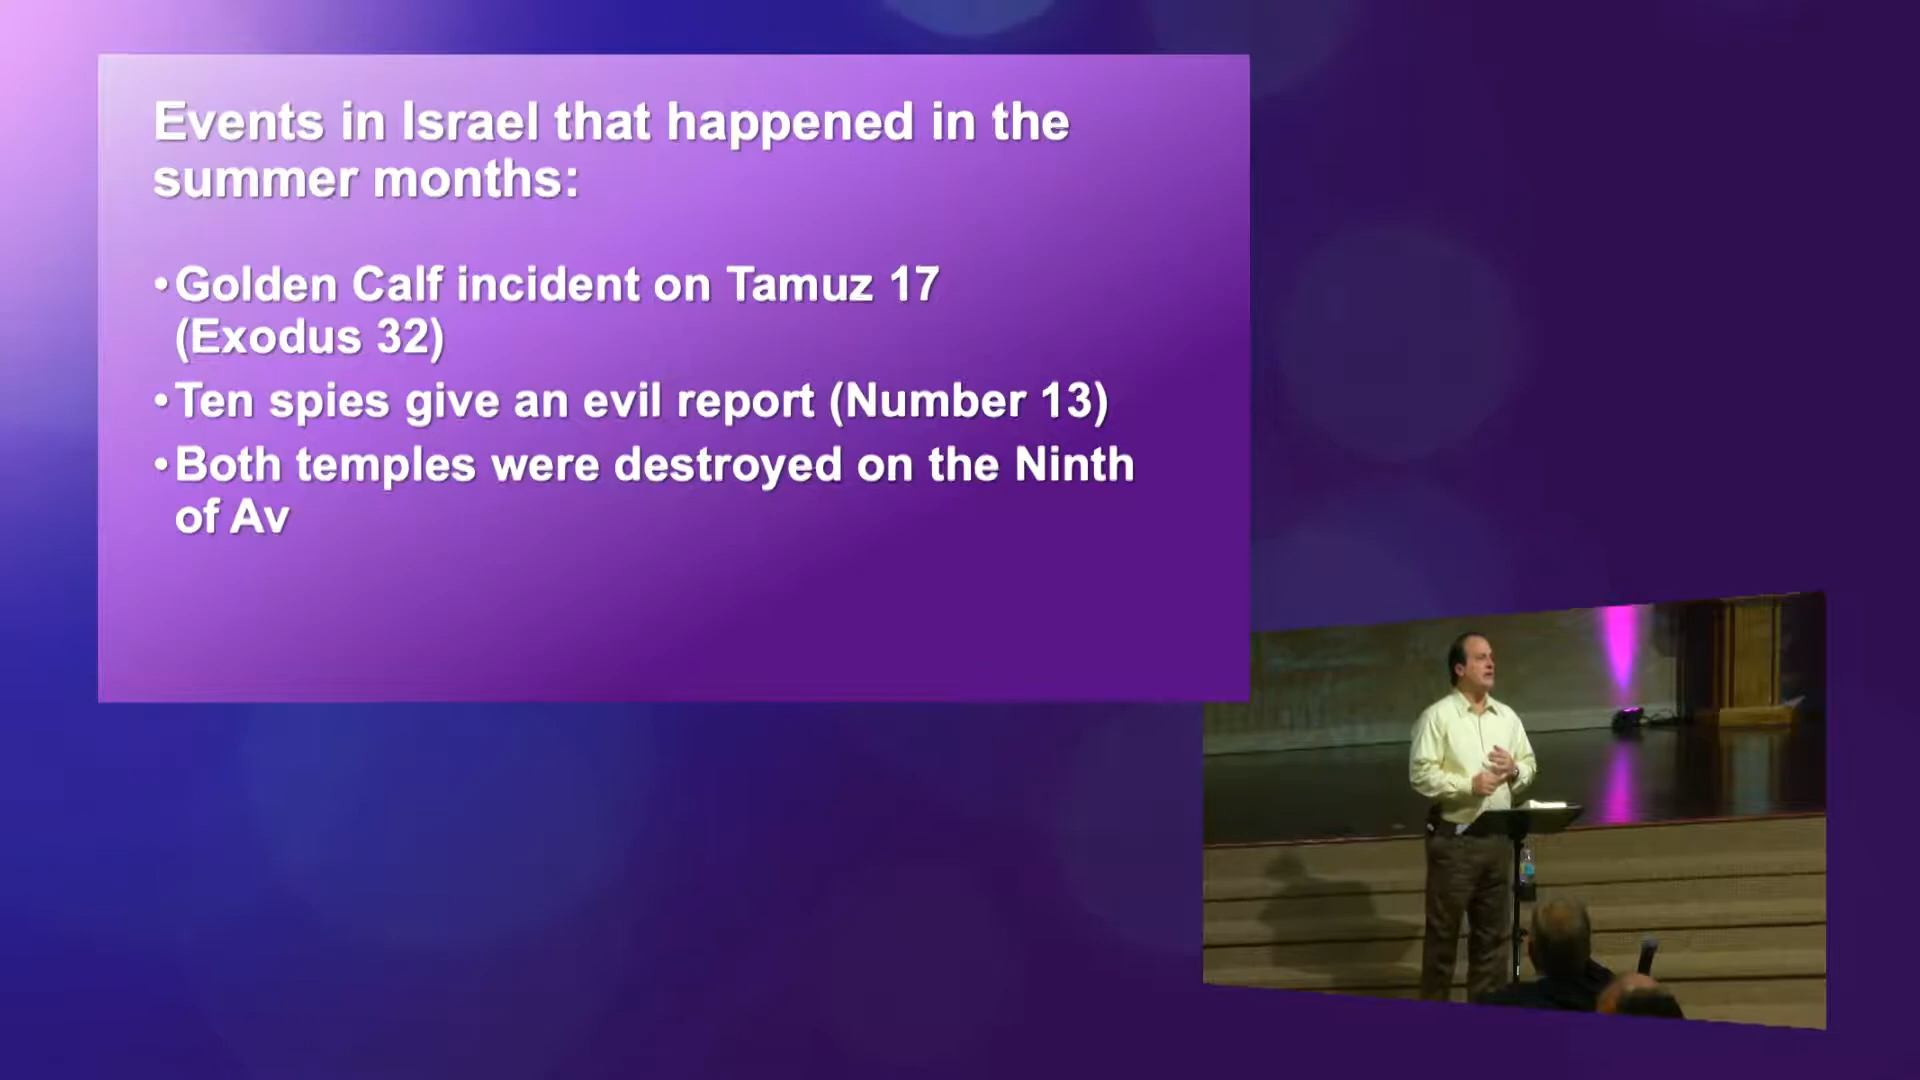 Events in Israel that happened in the
summer months:
•Golden Calf incident on Tamuz 17
(Exodus 32)
•Ten spies give an evil report (Number 13)
•Both temples were destroyed on the Ninth
of Av